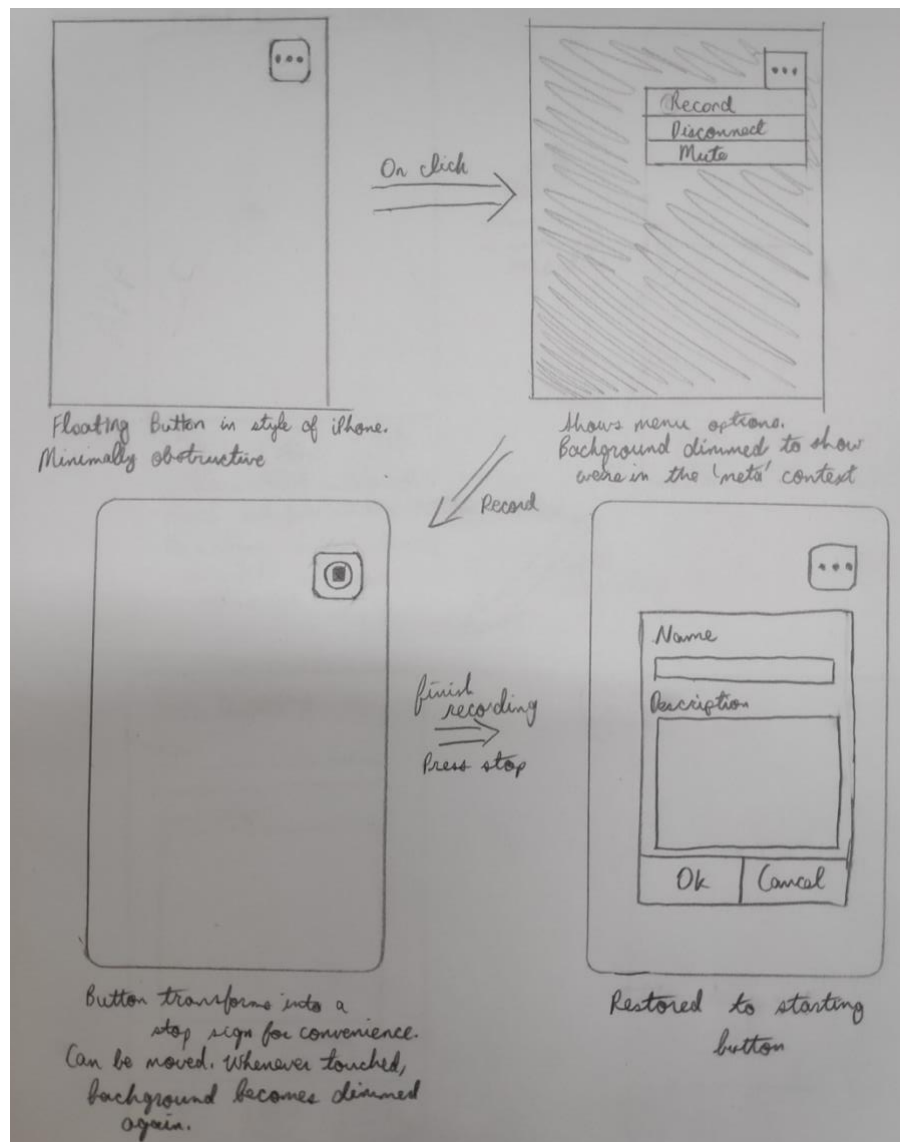 On click
Record
Disconnect
Mute
Floating Button in style of iPhone.
Minimally obstructive
Shows menu options.
Background dimmed to show
were in the 'meta' context
Record
finish
recording
Press stop
Name
Description
Ok
Cancel
Button transforms into a
stop sign for convenience.
Can be moved. Whenever touched,
background becomes dimmed
again.
Restored to starting
button